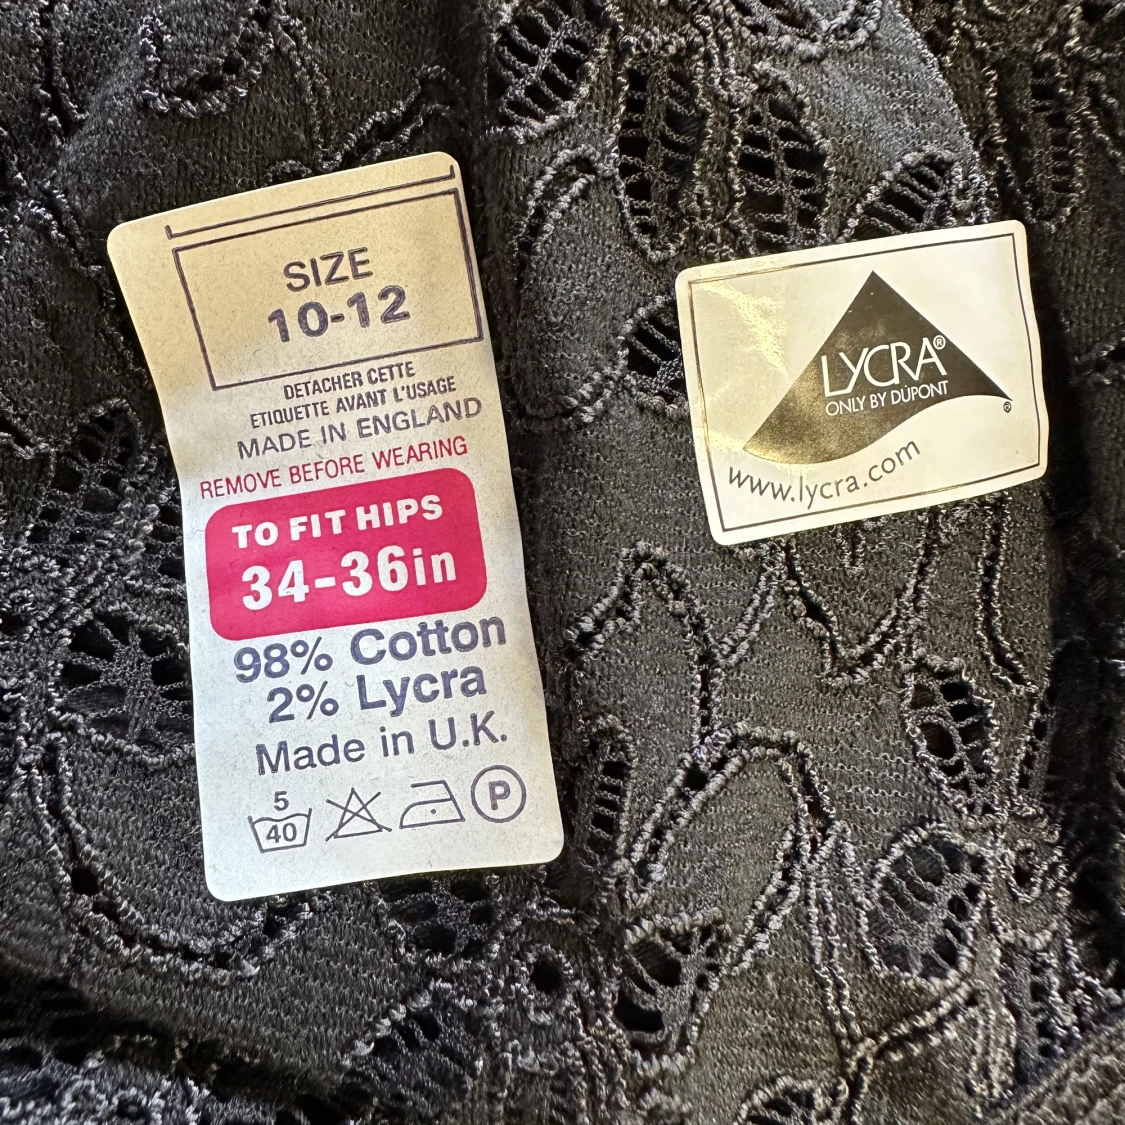 SIZE
10-12
DETACHER CETTE
ETIQUETTE AVANT L'USAGE
MADE IN ENGLAND
REMOVE BEFORE WEARING
TO FIT HIPS
34-36in
98% Cotton
2% Lycra
Made in U.K.
5
40
P
LYCRA®
ONLY BY DUPONT
®
www.lycra.com